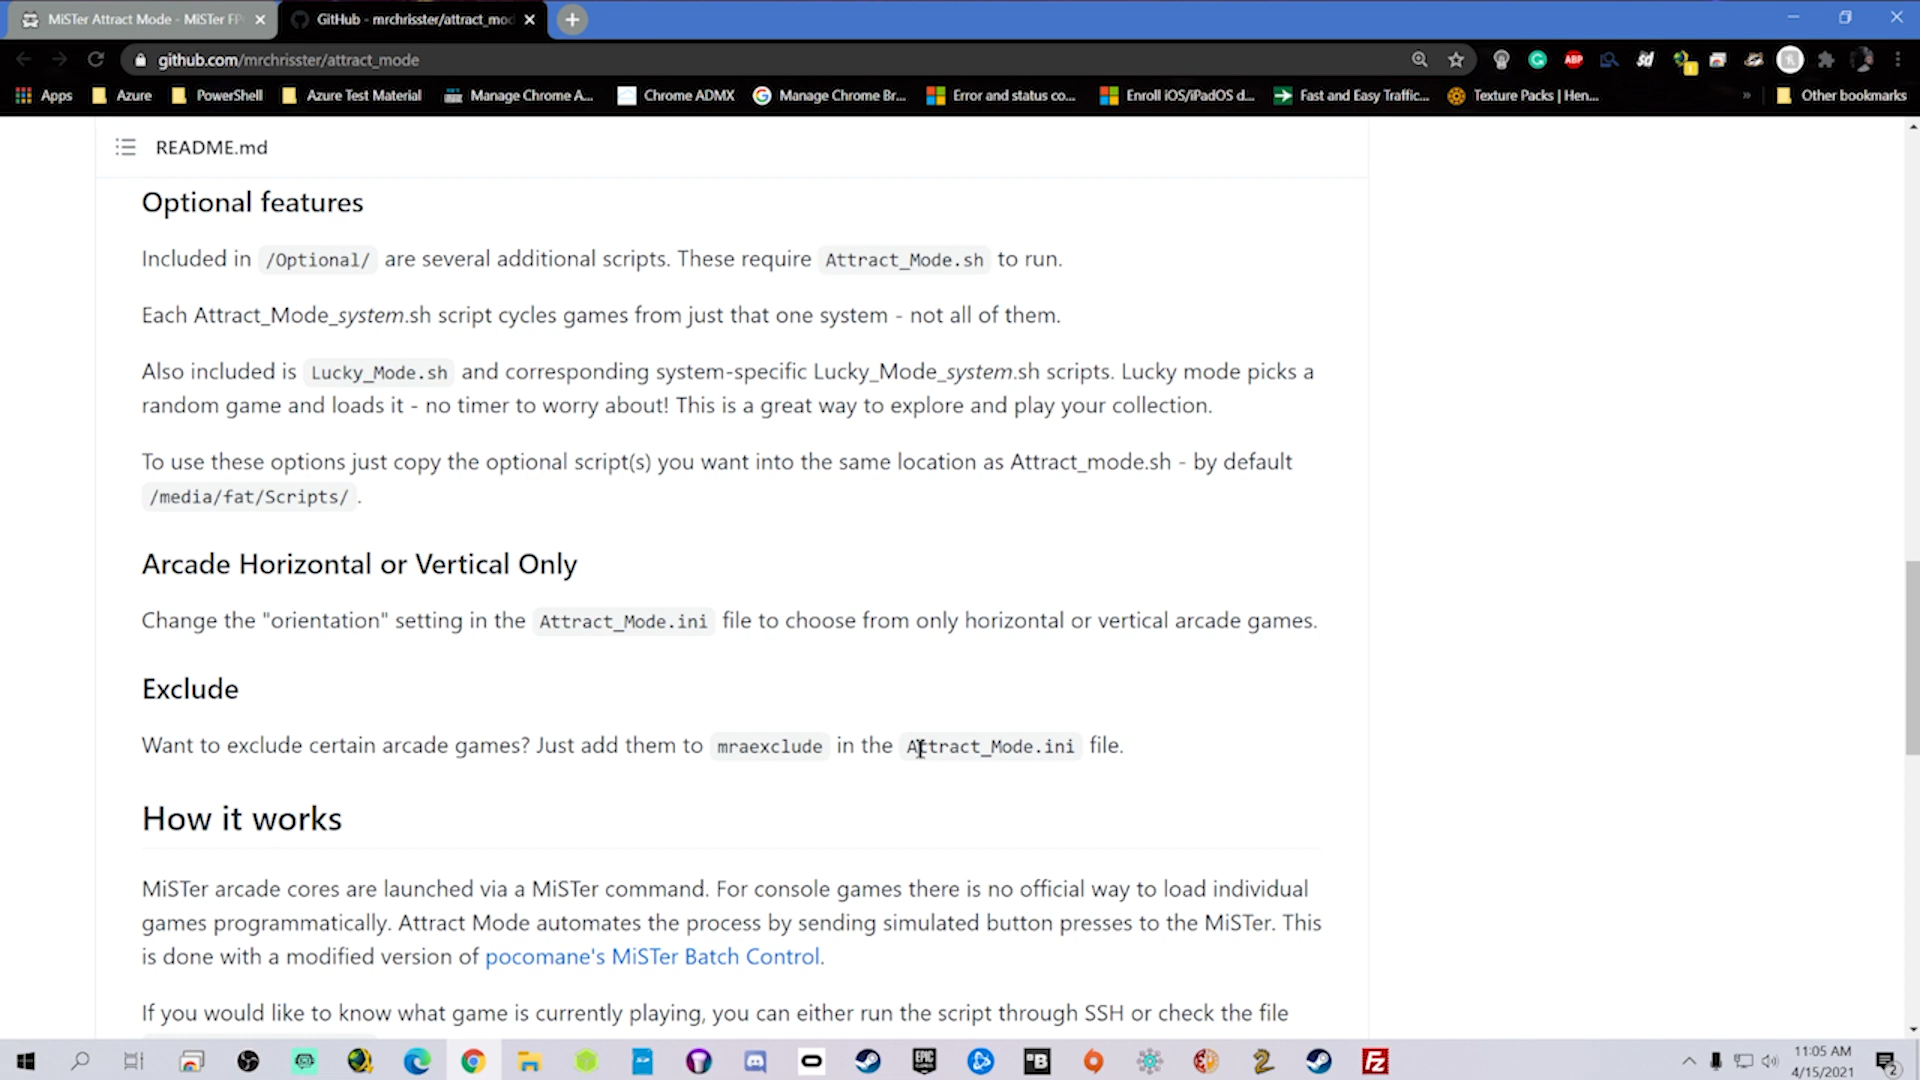 MiSTer Attract Mode - MiSTer FP
GitHub - mrchrisster/attract_mod
github.com/mrchrisster/attract_mode
Apps
Azure
PowerShell
Azure Test Material
Manage Chrome A...
Chrome ADMX
Manage Chrome Br...
Error and status co...
Enroll iOS/iPadOS d...
Fast and Easy Traffic...
Texture Packs | Hen...
»
Other bookmarks
README.md
Optional features
Included in /Optional/ are several additional scripts. These require Attract_Mode.sh to run.
Each Attract_Mode_system.sh script cycles games from just that one system - not all of them.
Also included is Lucky_Mode.sh and corresponding system-specific Lucky_Mode_system.sh scripts. Lucky mode picks a
random game and loads it - no timer to worry about! This is a great way to explore and play your collection.
To use these options just copy the optional script(s) you want into the same location as Attract_mode.sh - by default
/media/fat/Scripts/ .
Arcade Horizontal or Vertical Only
Change the "orientation" setting in the Attract_Mode.ini file to choose from only horizontal or vertical arcade games.
Exclude
Want to exclude certain arcade games? Just add them to mraexclude in the Attract_Mode.ini file.
How it works
MiSTer arcade cores are launched via a MiSTer command. For console games there is no official way to load individual
games programmatically. Attract Mode automates the process by sending simulated button presses to the MiSTer. This
is done with a modified version of pocomane's MiSTer Batch Control.
If you would like to know what game is currently playing, you can either run the script through SSH or check the file
11:05 AM
4/15/2021